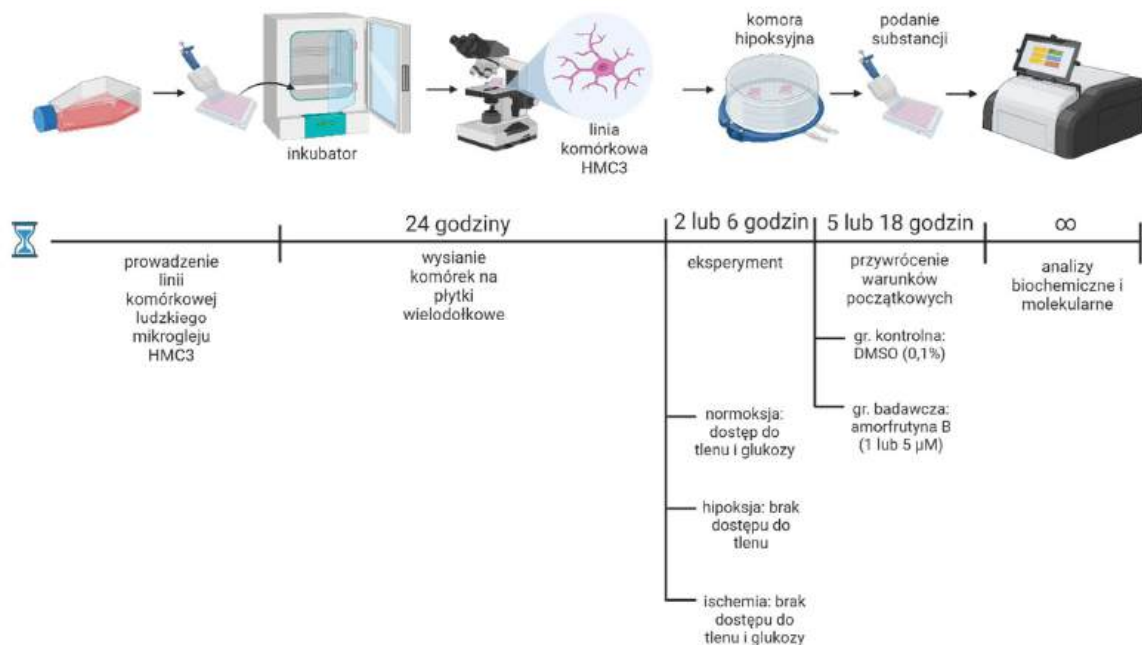 komora
hipoksyjna
podanie
substancji
inkubator
linia
komórkowa
HMC3
24 godziny
2 lub 6 godzin
5 lub 18 godzin
∞
prowadzenie
linii
komórkowej
ludzkiego
mikrogleju
HMC3
wysianie
komórek na
płytki
wielodołkowe
eksperyment
przywrócenie
warunków
początkowych
analizy
biochemiczne i
molekularne
gr. kontrolna:
DMSO (0,1%)
gr. badawcza:
amorfrutyna B
(1 lub 5 µM)
normoksja:
dostęp do
tlenu i glukozy
hipoksja: brak
dostępu do
tlenu
ischemia: brak
dostępu do
tlenu i glukozy